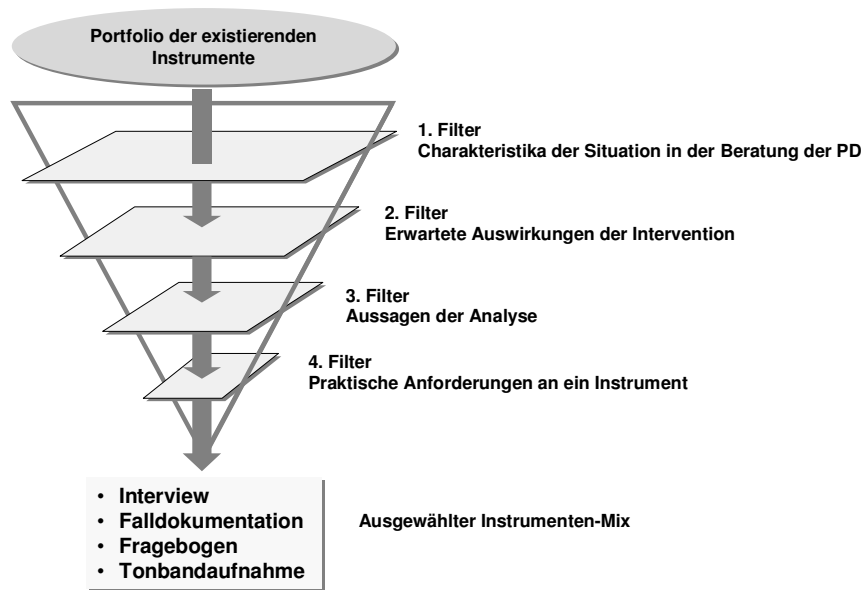 Portfolio der existierenden
Instrumente
1. Filter
Charakteristika der Situation in der Beratung der PD
2. Filter
Erwartete Auswirkungen der Intervention
3. Filter
Aussagen der Analyse
4. Filter
Praktische Anforderungen an ein Instrument
• Interview
• Falldokumentation
• Fragebogen
• Tonbandaufnahme
Ausgewählter Instrumenten-Mix